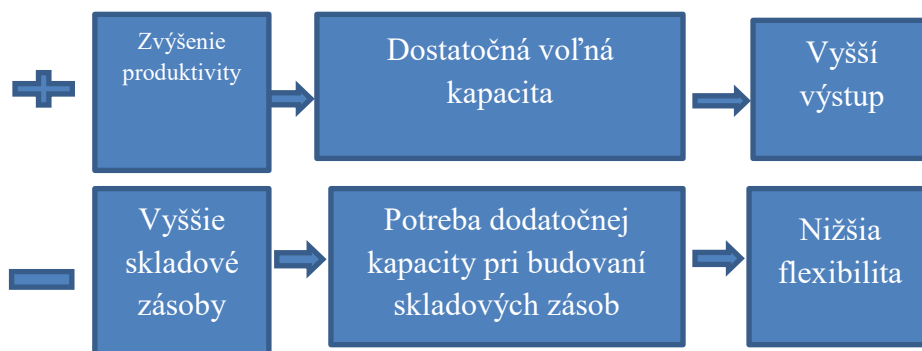 Zvýšenie
produktivity
Dostatočná voľná
kapacita
Vyšší
výstup
Vyššie
skladové
zásoby
Potreba dodatočnej
kapacity pri budovaní
skladových zásob
Nižšia
flexibilita